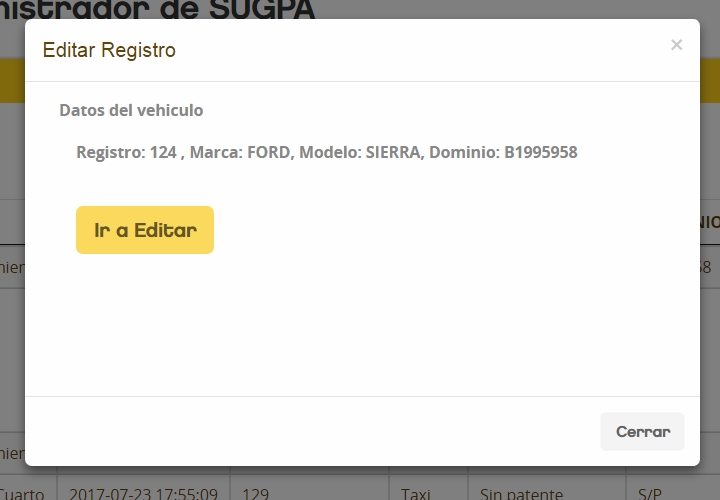 nistrador de SUGPA
Editar Registro
×
Datos del vehiculo
Registro: 124 , Marca: FORD, Modelo: SIERRA, Dominio: B1995958
Ir a Editar
Cerrar
Cuarto 2017-07-23 17:55:09 129 Taxi Sin patente S/P